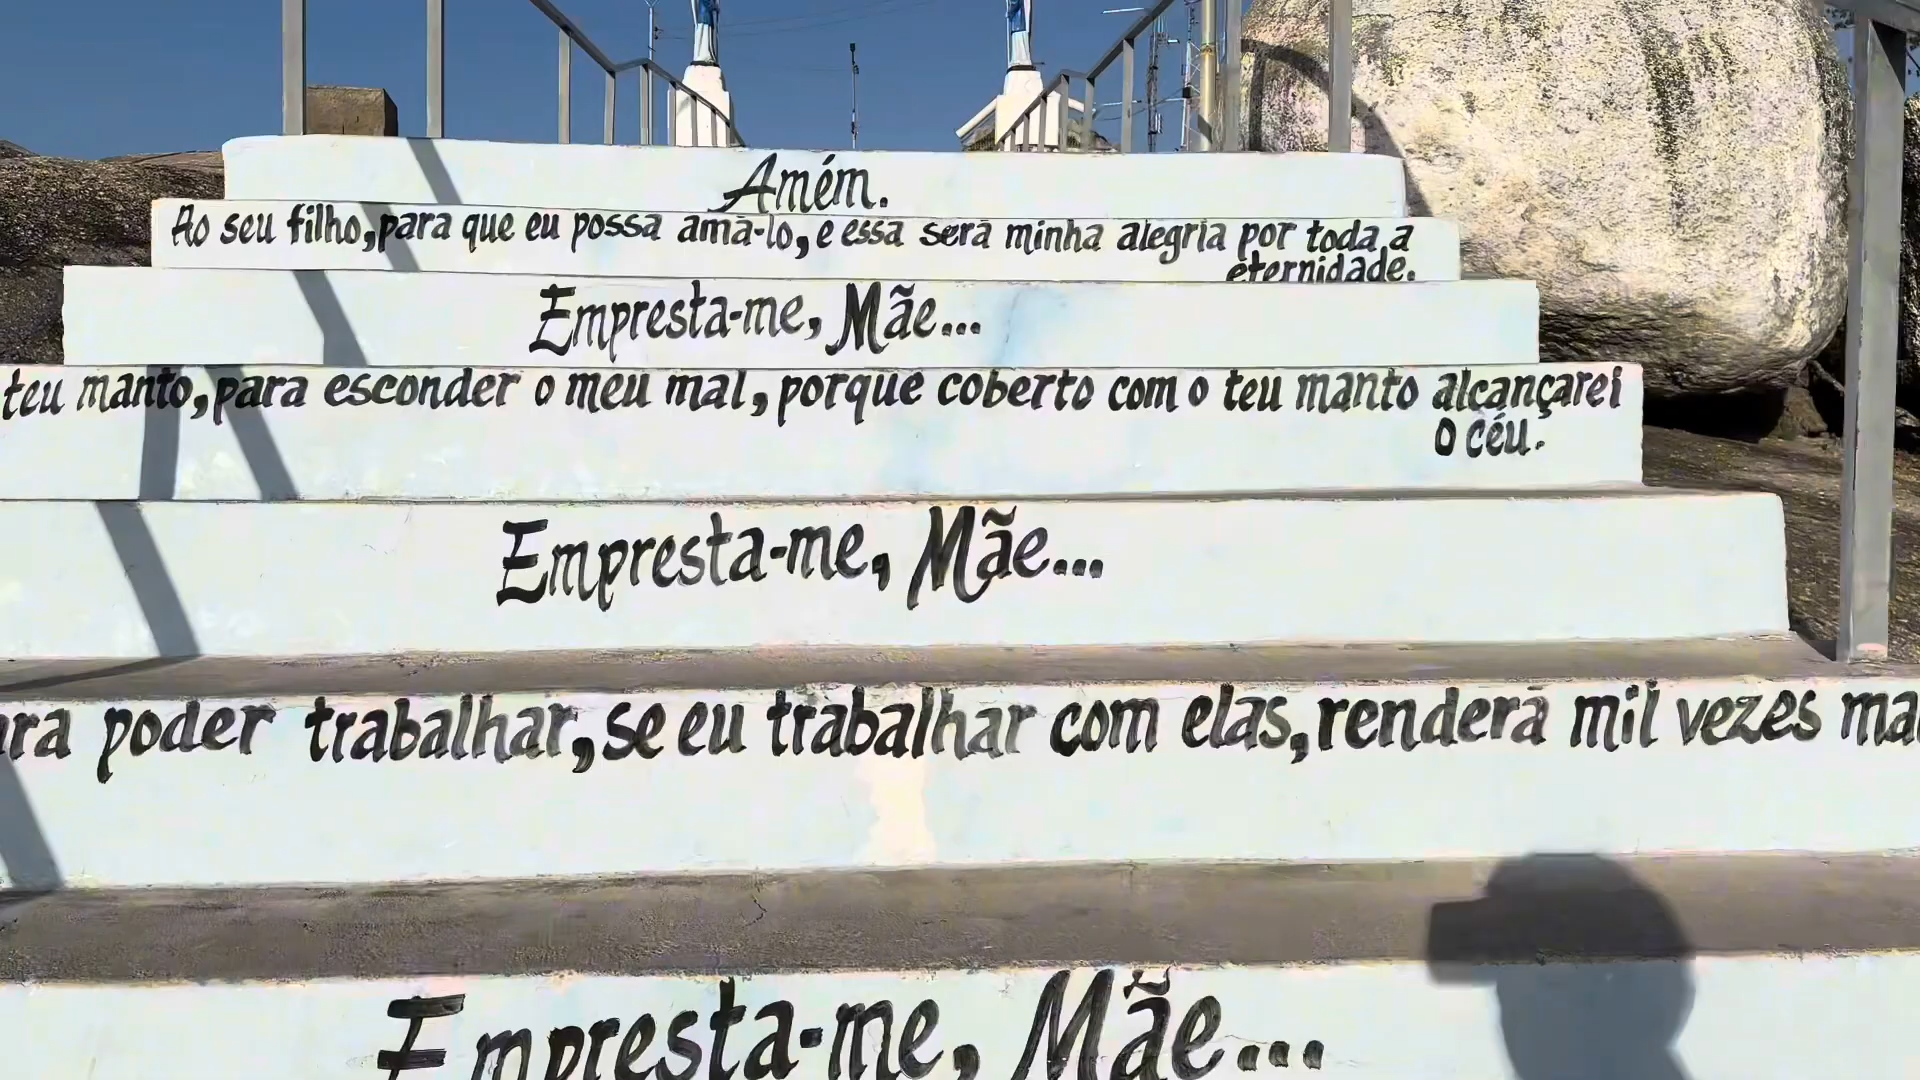 Amém.
Ao seu filho, para que eu possa amá-lo, e essa será minha alegria por toda a
eternidade.
Empresta-me, Mãe...
teu manto, para esconder o meu mal, porque coberto com o teu manto alcançarei
o céu.
Empresta-me, Mãe...
poder trabalhar, se eu trabalhar com elas, renderá mil vezes
Empresta-me, Mãe...